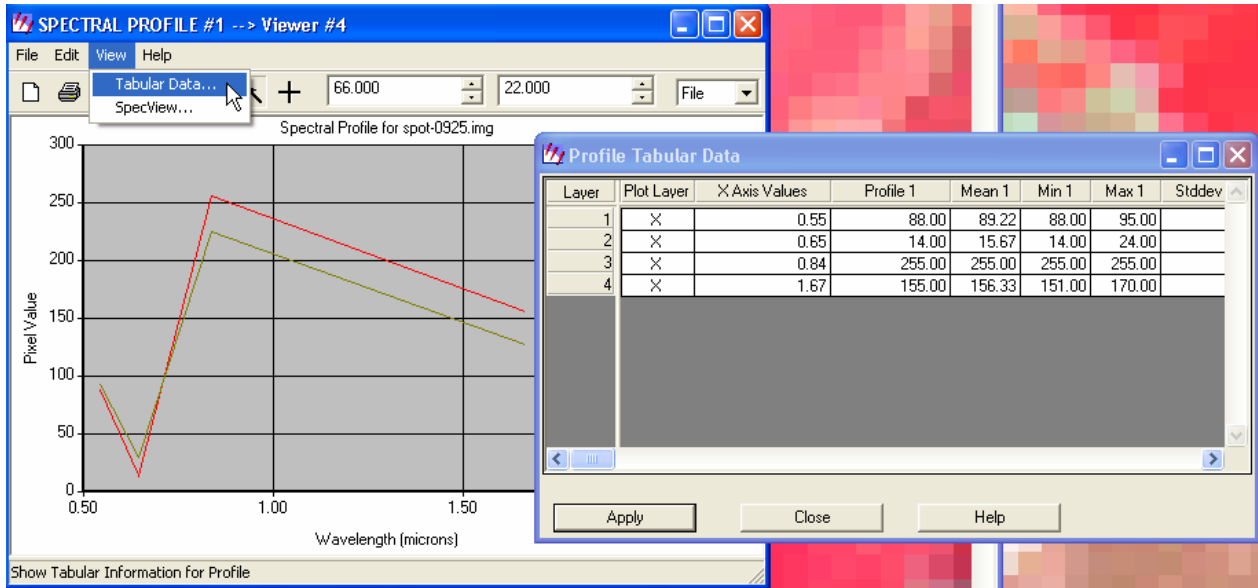 SPECTRAL PROFILE #1 --> Viewer #4
File Edit View Help
Tabular Data...
SpecView...
66.000 22.000 File
Spectral Profile for spot-0925.img
300
250
200
150
100
50
0
Pixel Value
0.50 1.00 1.50
Wavelength (microns)
Show Tabular Information for Profile
Profile Tabular Data
Layer Plot Layer X Axis Values Profile 1 Mean 1 Min 1 Max 1 Stddev
1 X 0.55 88.00 89.22 88.00 95.00
2 X 0.65 14.00 15.67 14.00 24.00
3 X 0.84 255.00 255.00 255.00 255.00
4 X 1.67 155.00 156.33 151.00 170.00
Apply Close Help